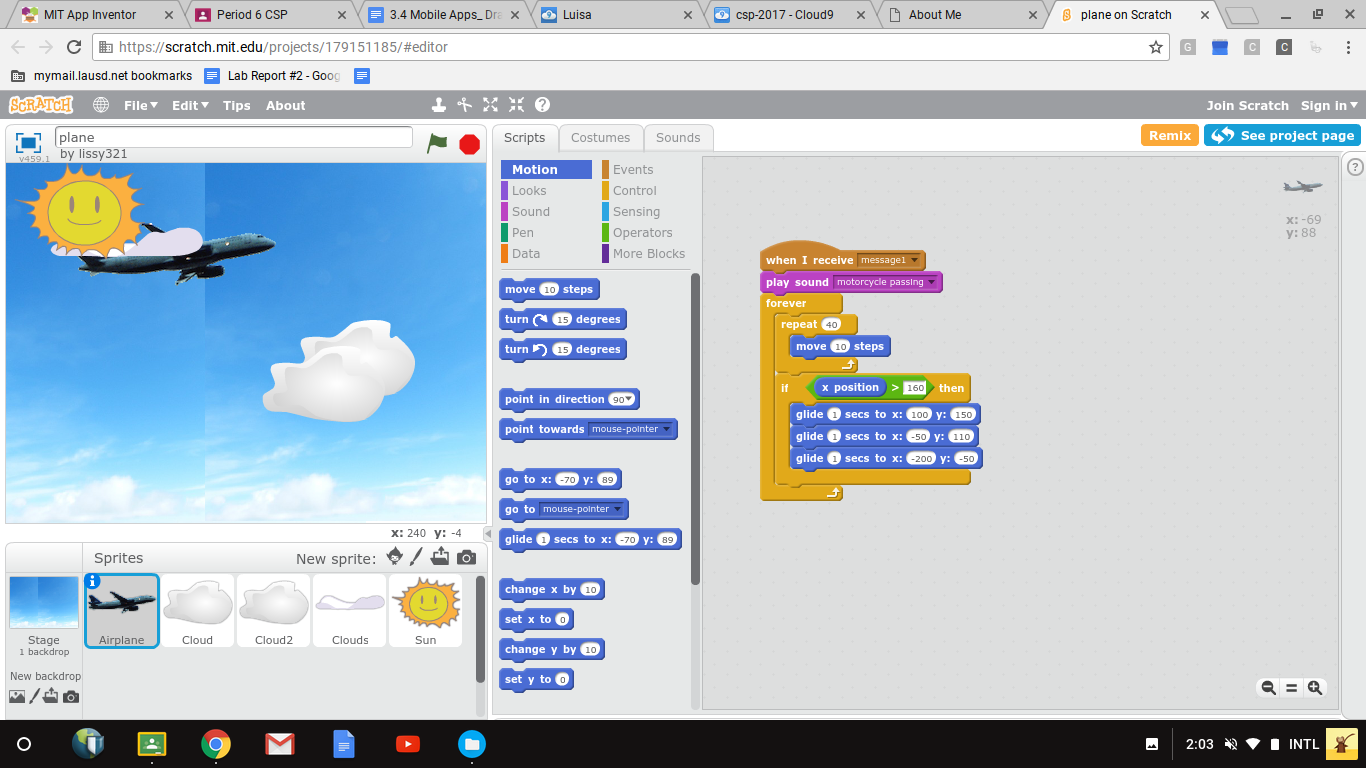 MIT App Inventor
Period 6 CSP
3.4 Mobile Apps_ Dra
Luisa
csp-2017 - Cloud9
About Me
plane on Scratch
https://scratch.mit.edu/projects/179151185/#editor
G
C
C
mymail.lausd.net bookmarks
Lab Report #2 - Goog
SCRATCH
File
Edit
Tips
About
Join Scratch
Sign in
plane
by lissy321
v459.1
Scripts
Costumes
Sounds
Remix
See project page
Motion
Events
Looks
Control
Sound
Sensing
Pen
Operators
Data
More Blocks
move 10 steps
turn 15 degrees
turn 15 degrees
point in direction 90
point towards mouse-pointer
go to x: -70 y: 89
go to mouse-pointer
glide 1 secs to x: -70 y: 89
change x by 10
set x to 0
change y by 10
set y to 0
x: -69
y: 88
when I receive message1
play sound motorcycle passing
forever
repeat 40
move 10 steps
if x position > 160 then
glide 1 secs to x: 100 y: 150
glide 1 secs to x: -50 y: 110
glide 1 secs to x: -200 y: -50
x: 240 y: -4
Sprites
New sprite:
Stage
1 backdrop
New backdrop
Airplane
Cloud
Cloud2
Clouds
Sun
2:03
INTL